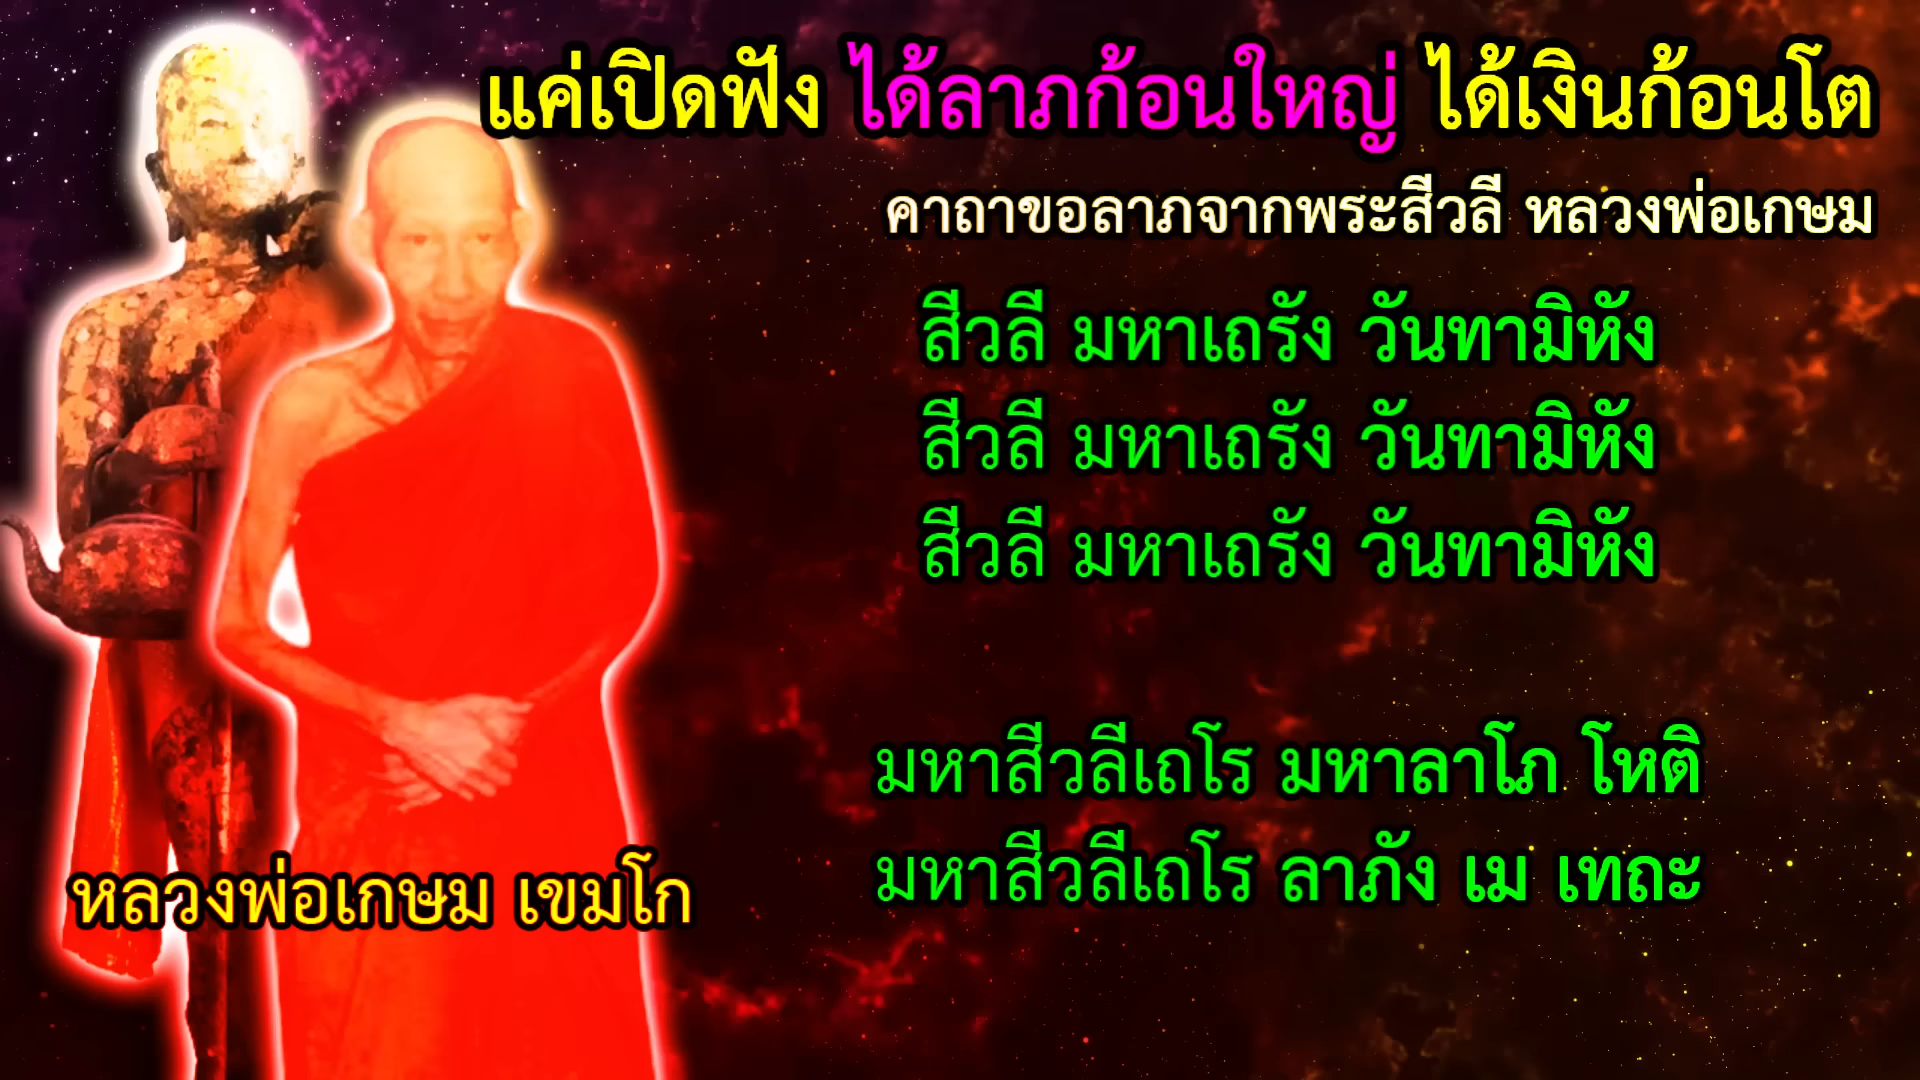 แค่เปิดฟัง ได้ลาภก้อนใหญ่ ได้เงินก้อนโต
คาถาขอลาภจากพระสีวลี หลวงพ่อเกษม
สีวลี มหาเถรัง วันทามิหัง
สีวลี มหาเถรัง วันทามิหัง
สีวลี มหาเถรัง วันทามิหัง
มหาสีวลีเถโร มหาลาโภ โหติ
มหาสีวลีเถโร ลาภัง เม เทถะ
หลวงพ่อเกษม เขมโก